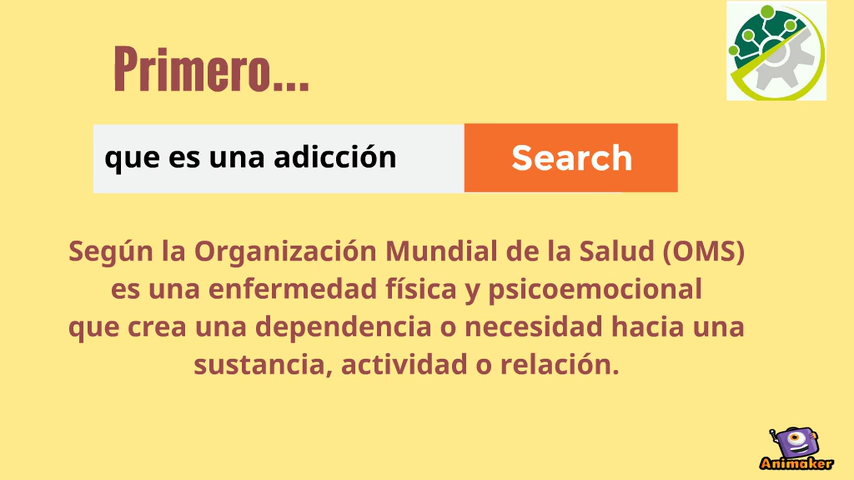 Primero...
que es una adicción
Search
Según la Organización Mundial de la Salud (OMS)
es una enfermedad física y psicoemocional
que crea una dependencia o necesidad hacia una
sustancia, actividad o relación.
Animaker